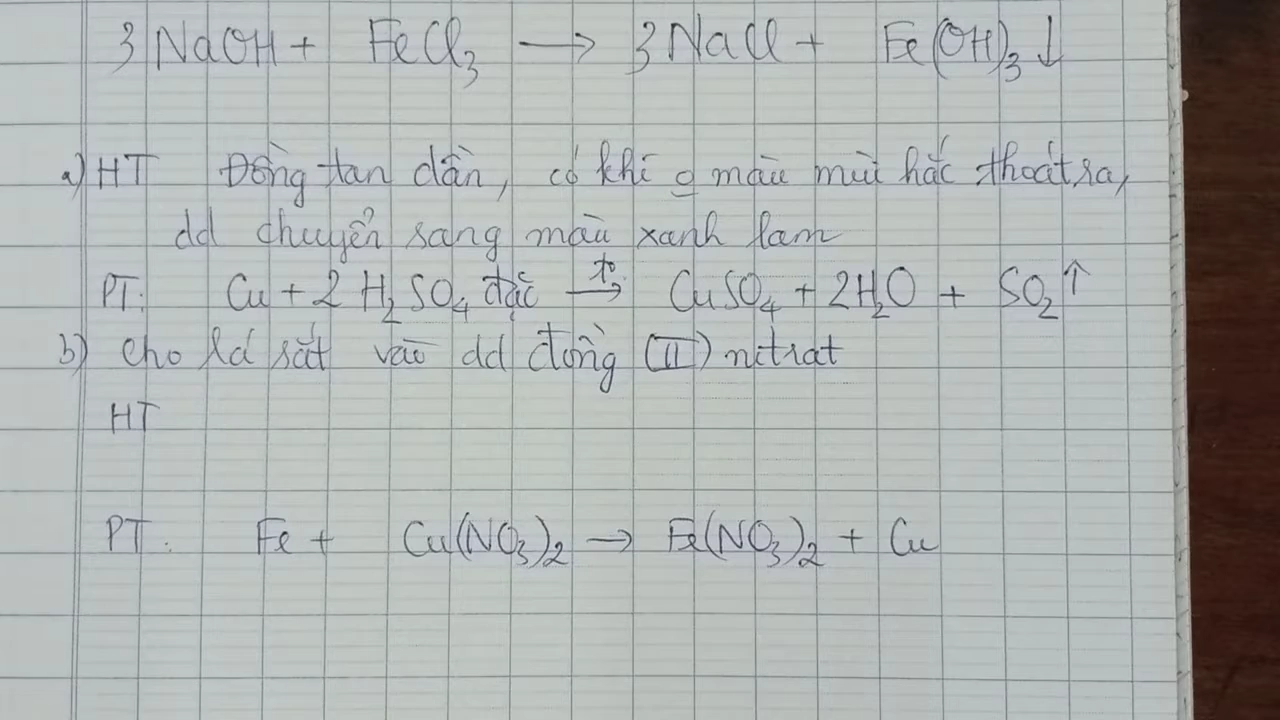 3NaOH + FeCl₃ → 3NaCl + Fe(OH)₃↓
a) HT Đồng tan dần, có khí o màu mùi hắc thoát ra,
dd chuyển sang màu xanh lam
PT: Cu + 2H₂SO₄ đặc t°→ CuSO₄ + 2H₂O + SO₂↑
b) cho lá sắt vào dd đồng (II) nitrat
HT
PT: Fe + Cu(NO₃)₂ → Fe(NO₃)₂ + Cu